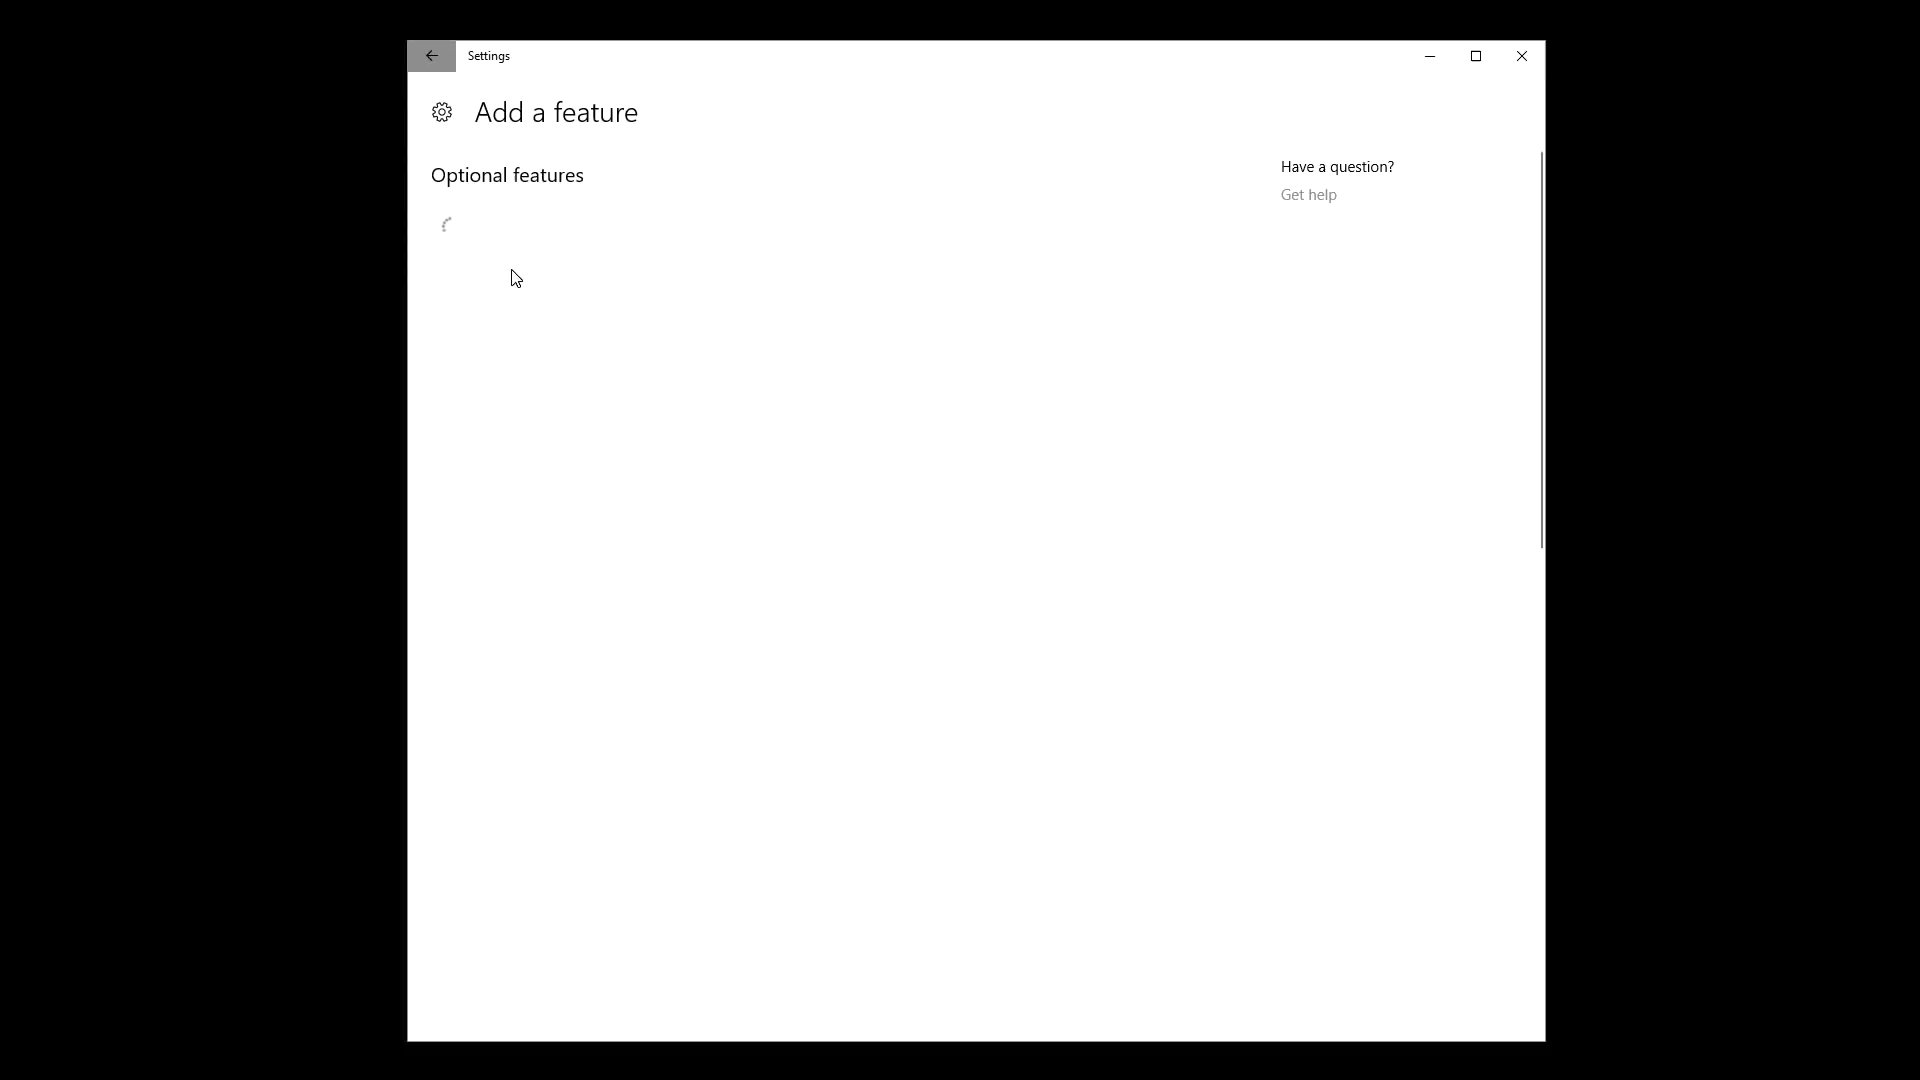 Settings
Add a feature
Optional features
Have a question?
Get help